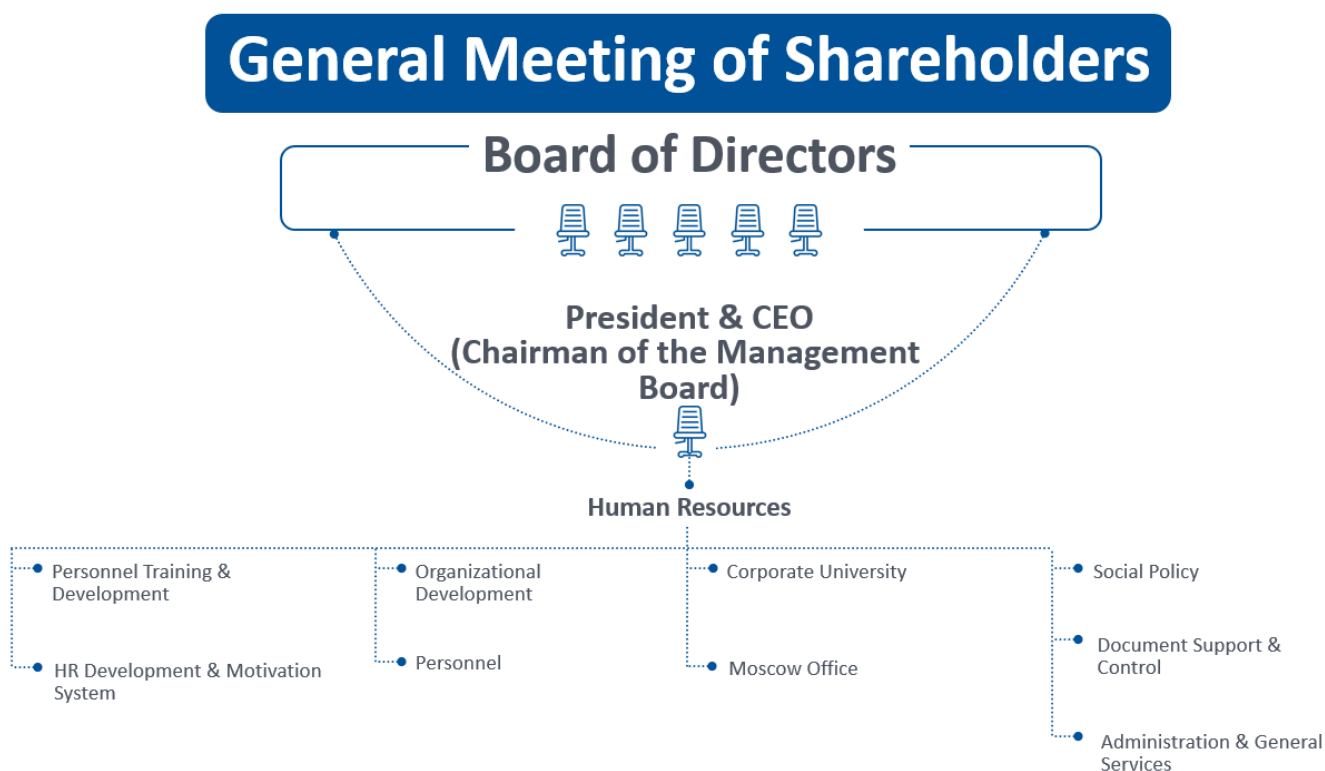 General Meeting of Shareholders
Board of Directors
President & CEO
(Chairman of the Management
Board)
Human Resources
Personnel Training &
Development
HR Development & Motivation
System
Organizational
Development
Personnel
Corporate University
Moscow Office
Social Policy
Document Support &
Control
Administration & General
Services